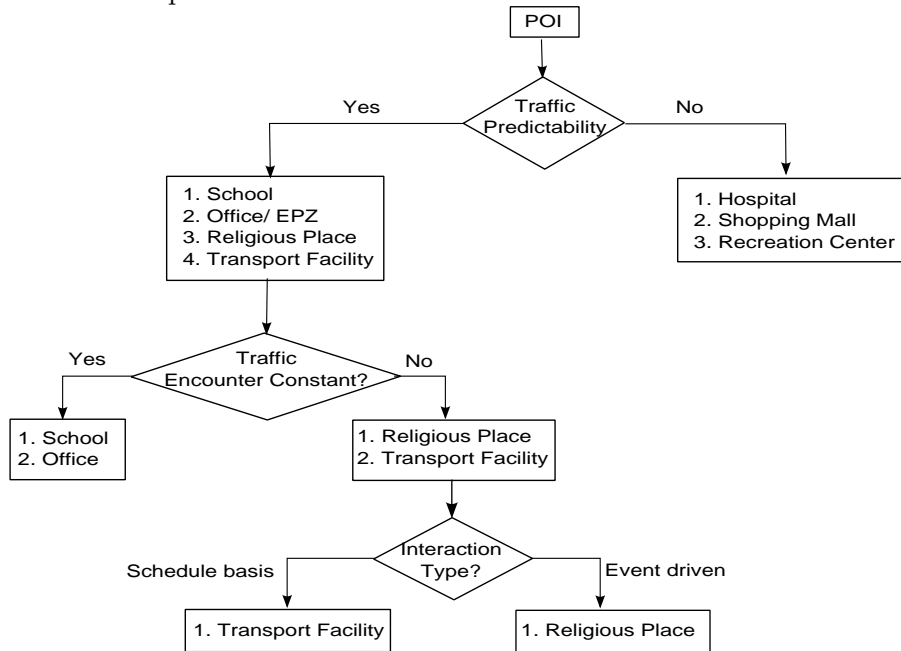 POI
Traffic
Predictability
Yes
No
1. School
2. Office/ EPZ
3. Religious Place
4. Transport Facility
1. Hospital
2. Shopping Mall
3. Recreation Center
Traffic
Encounter Constant?
Yes
No
1. School
2. Office
1. Religious Place
2. Transport Facility
Interaction
Type?
Schedule basis
Event driven
1. Transport Facility
1. Religious Place